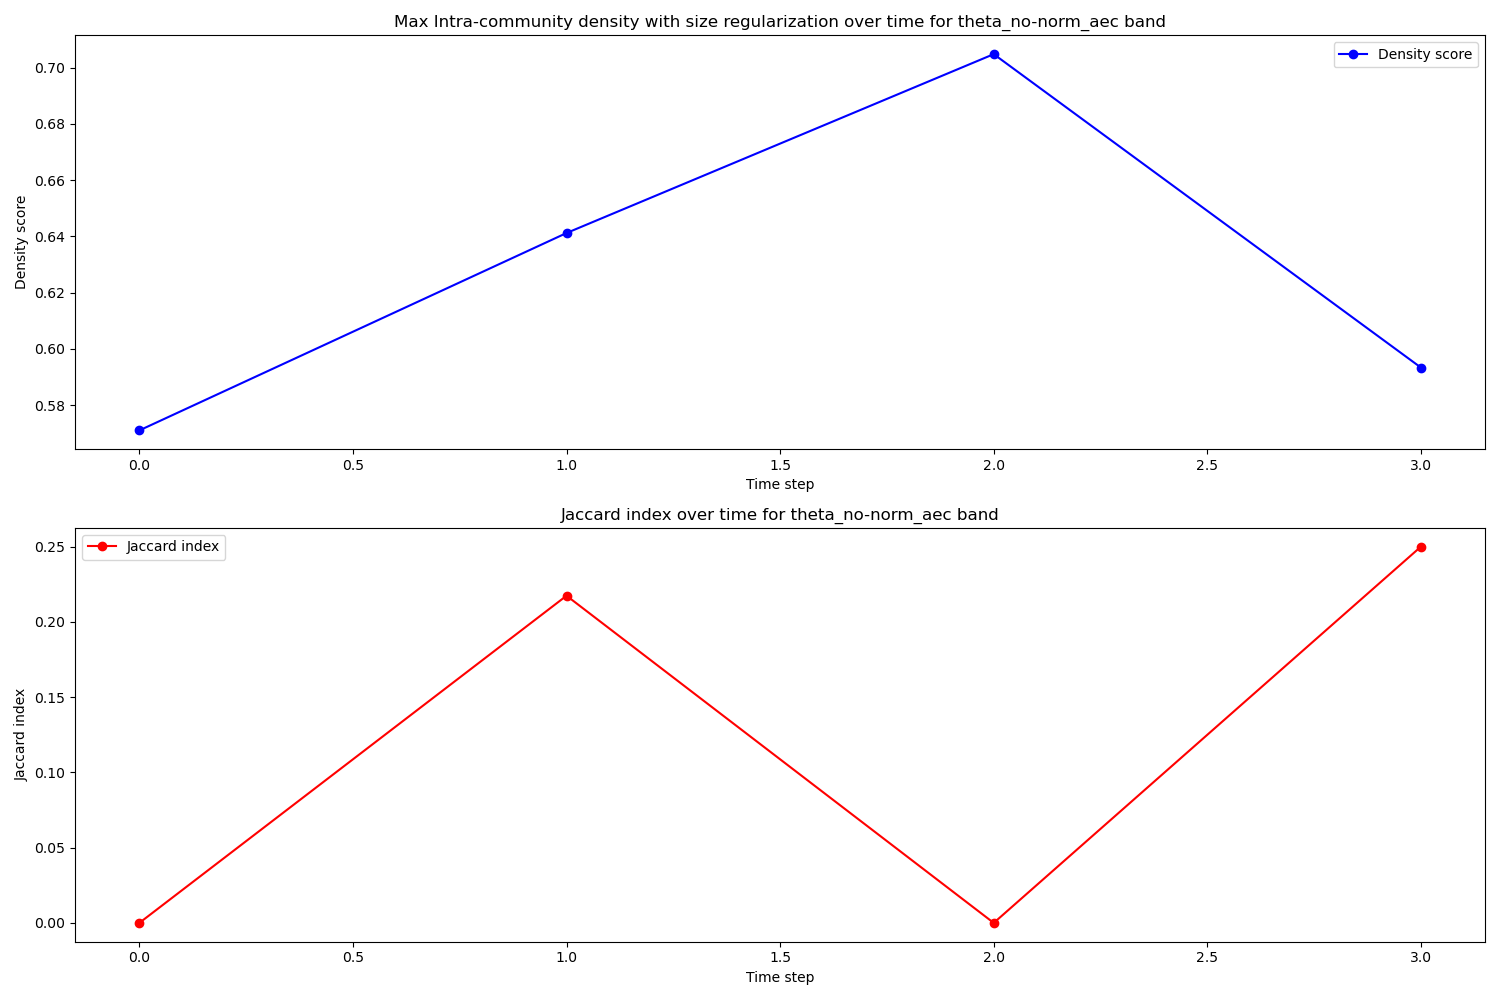 Max Intra-community density with size regularization over time for theta_no-norm_aec band
Density score
0.70
0.68
0.66
0.64
0.62
0.60
0.58
Density score
0.0 0.5 1.0 1.5 2.0 2.5 3.0
Time step
Jaccard index over time for theta_no-norm_aec band
Jaccard index
0.25
0.20
0.15
0.10
0.05
0.00
Jaccard index
0.0 0.5 1.0 1.5 2.0 2.5 3.0
Time step